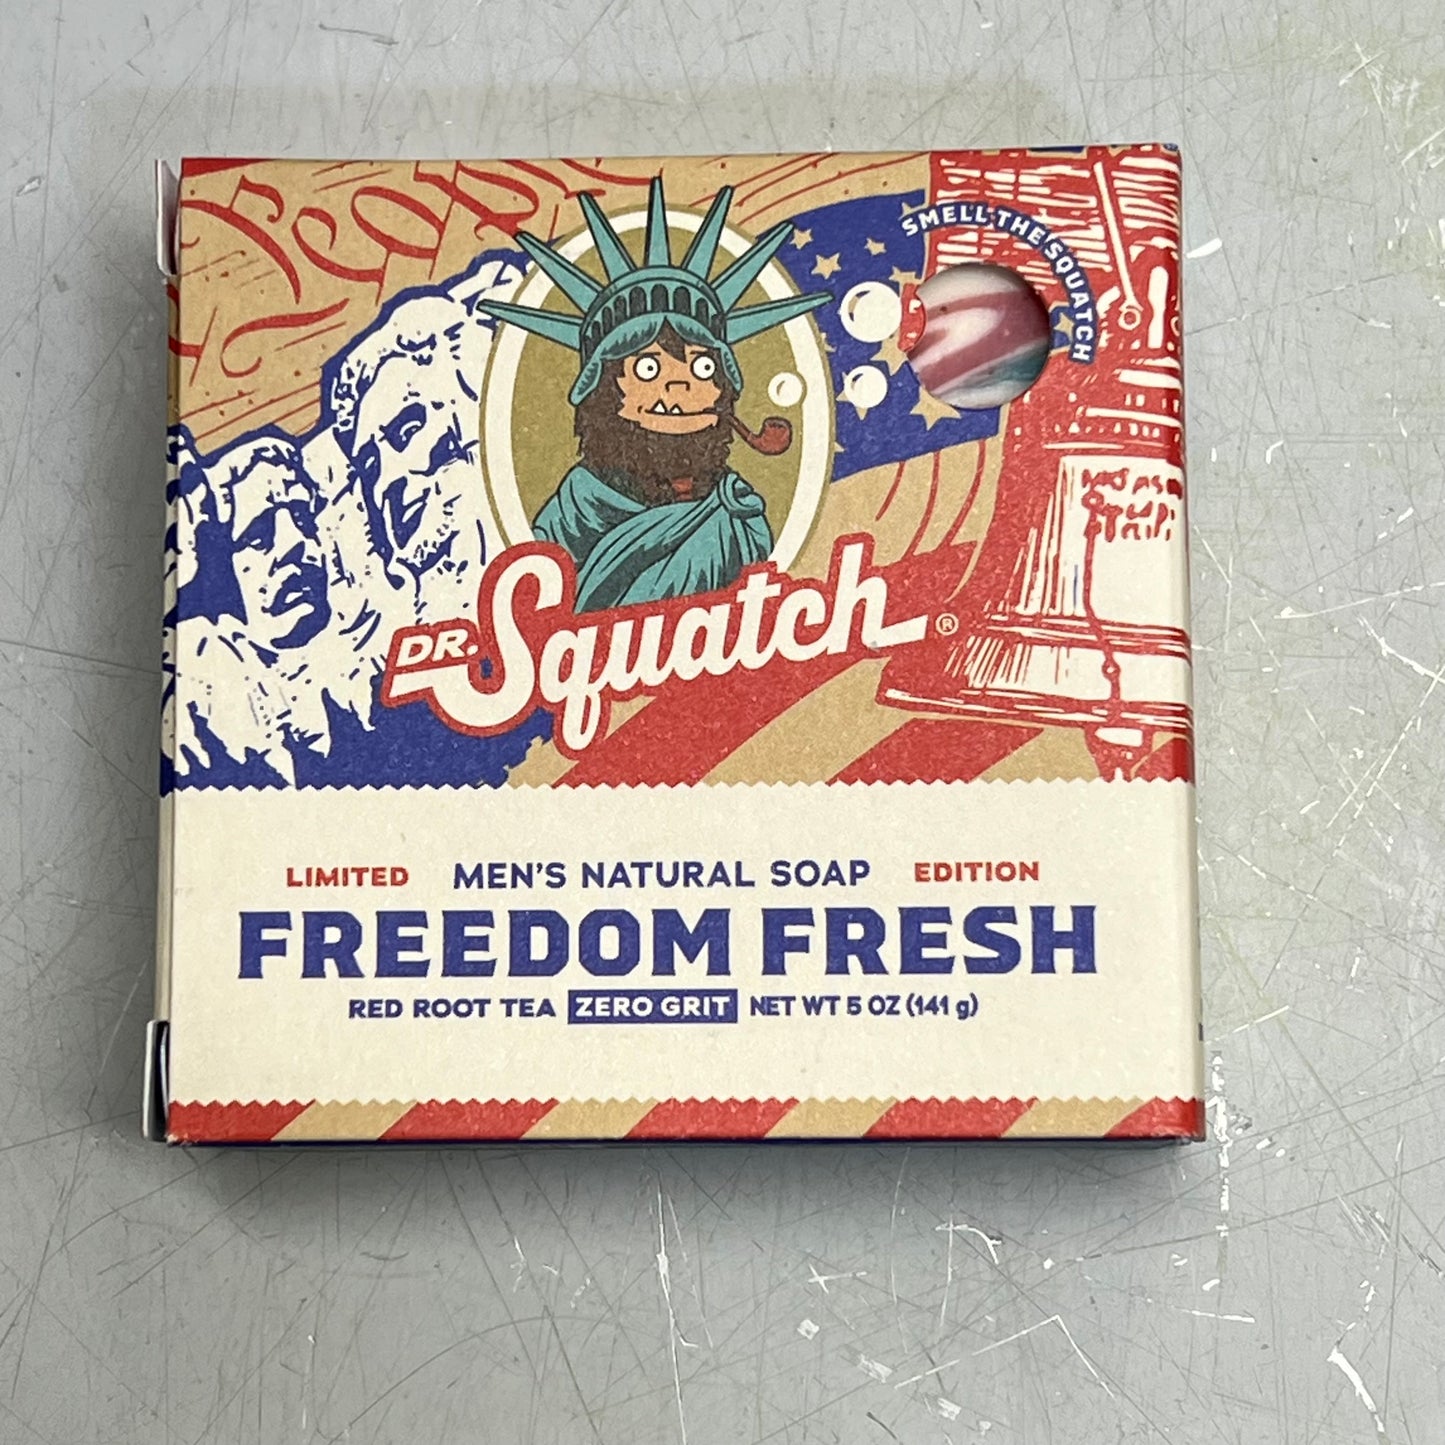 People
SMELL THE SQUATCH
DR. Squatch®
LIMITED MEN'S NATURAL SOAP EDITION
FREEDOM FRESH
RED ROOT TEA ZERO GRIT NET WT 5 OZ (141 g)